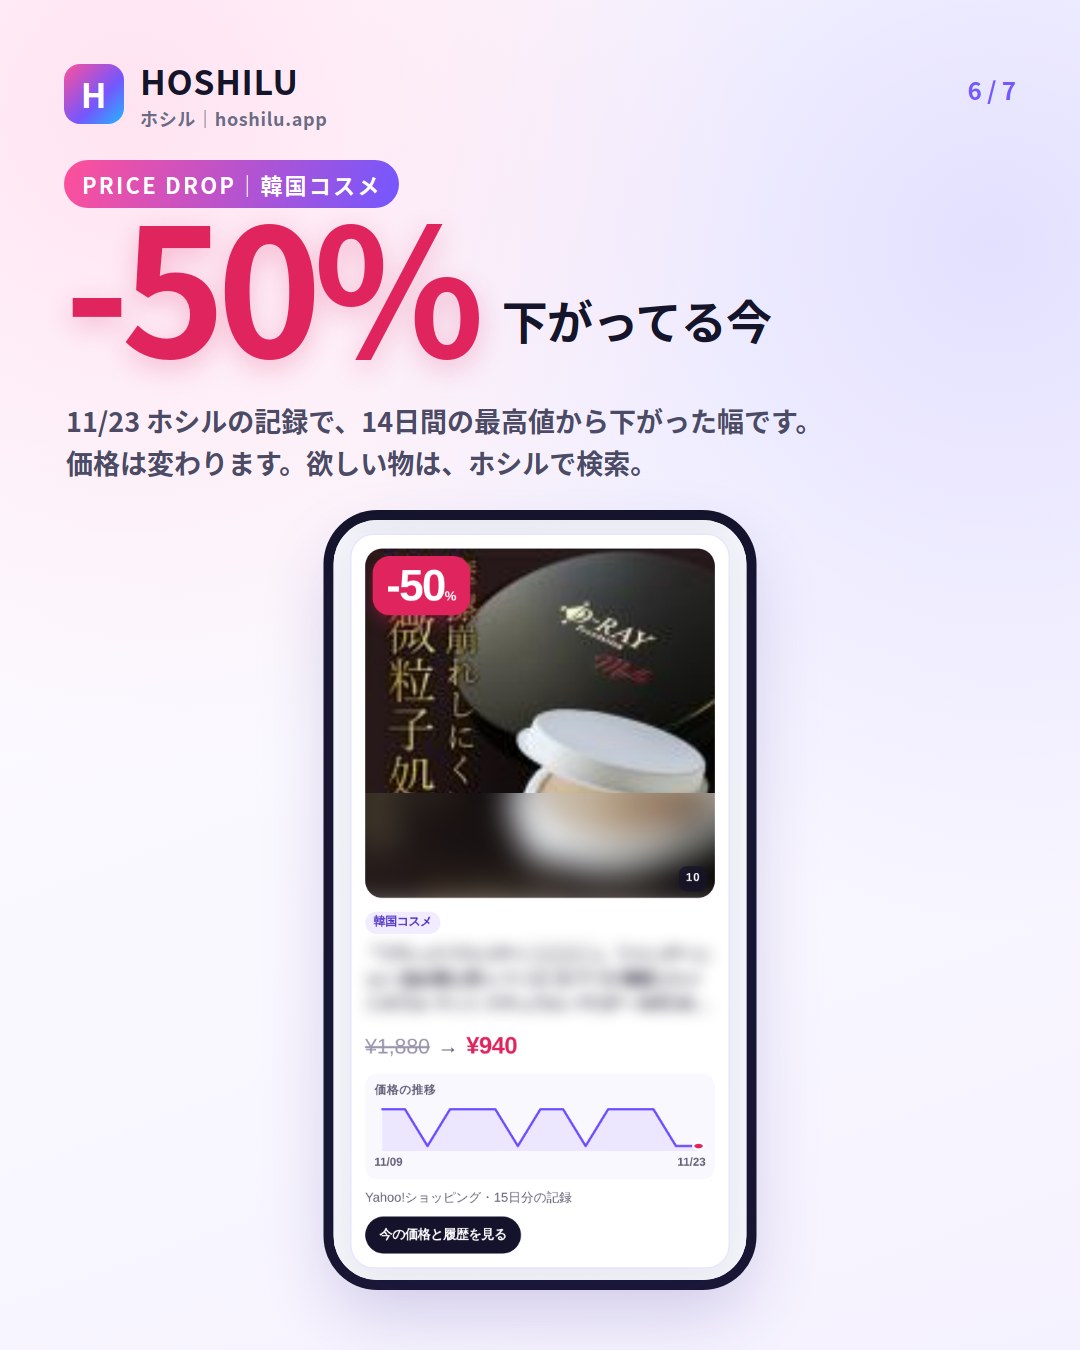 H
HOSHILU
ホシル｜hoshilu.app
6 / 7
PRICE DROP｜韓国コスメ
-50% 下がってる今
11/23 ホシルの記録で、14日間の最高値から下がった幅です。
価格は変わります。欲しい物は、ホシルで検索。
-50%
崩れしにく
微粒子処
-RAY
10
韓国コスメ
¥1,880 → ¥940
価格の推移
11/09
11/23
Yahoo!ショッピング・15日分の記録
今の価格と履歴を見る